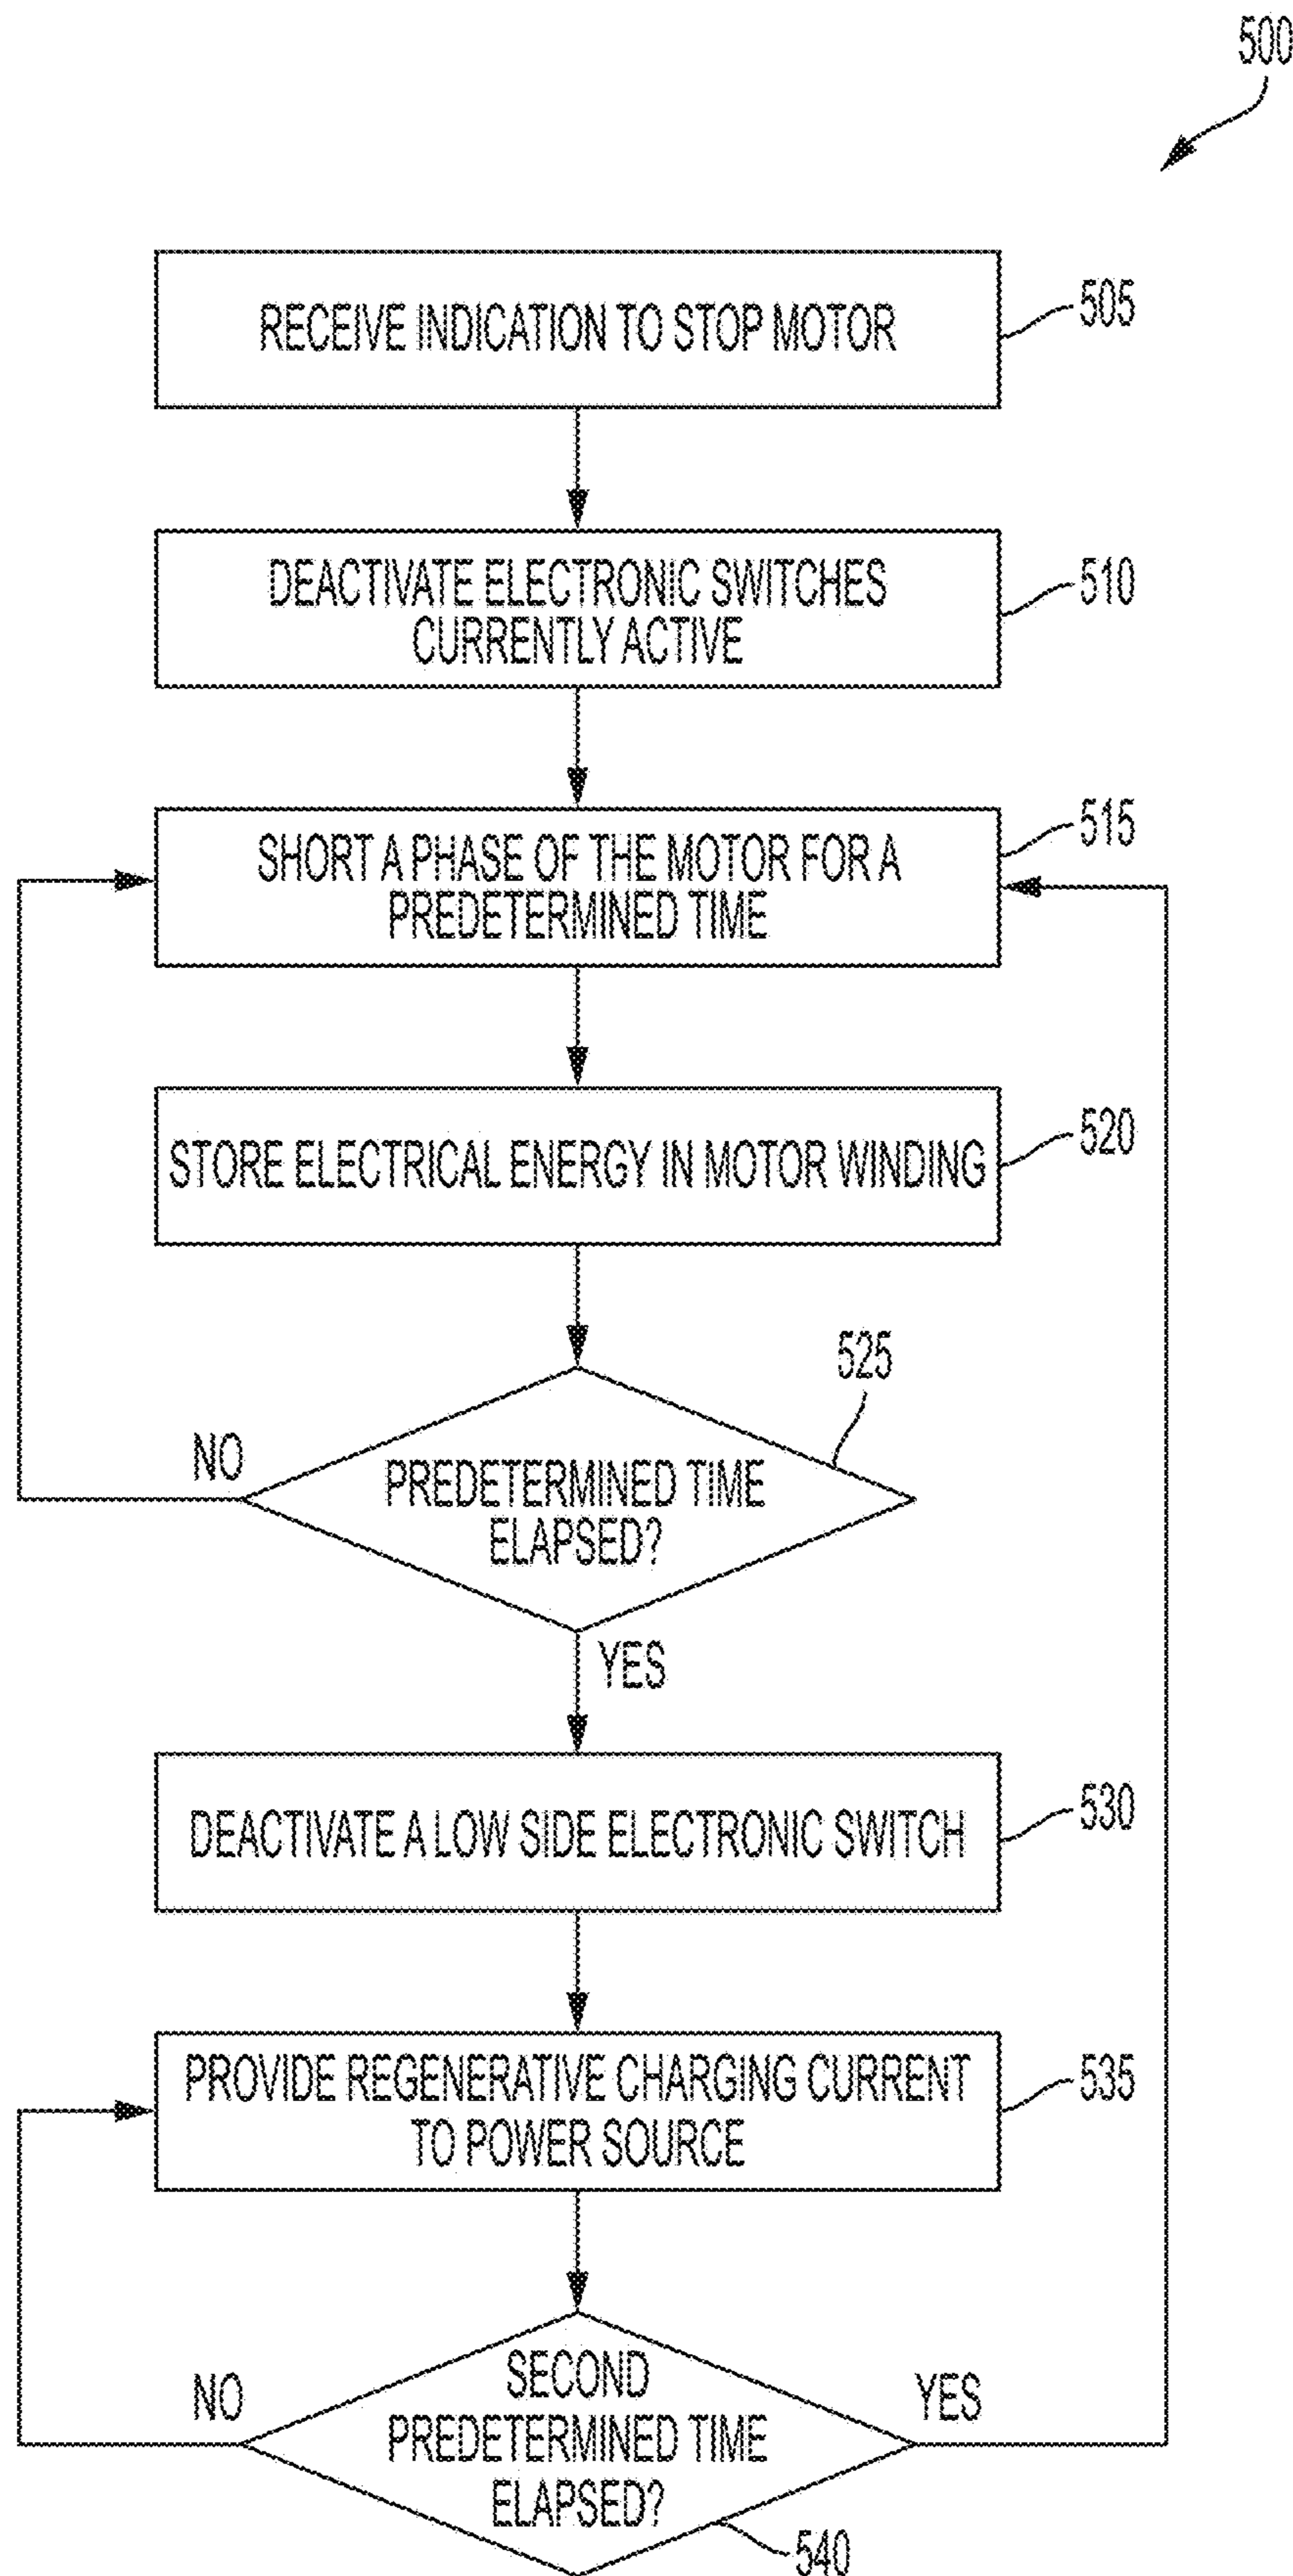 500
RECEIVE INDICATION TO STOP MOTOR
505
DEACTIVATE ELECTRONIC SWITCHES
CURRENTLY ACTIVE
510
SHORT A PHASE OF THE MOTOR FOR A
PREDETERMINED TIME
515
STORE ELECTRICAL ENERGY IN MOTOR WINDING
520
525
NO
PREDETERMINED TIME
ELAPSED?
YES
DEACTIVATE A LOW SIDE ELECTRONIC SWITCH
530
PROVIDE REGENERATIVE CHARGING CURRENT
TO POWER SOURCE
535
NO
SECOND
PREDETERMINED TIME
ELAPSED?
YES
540